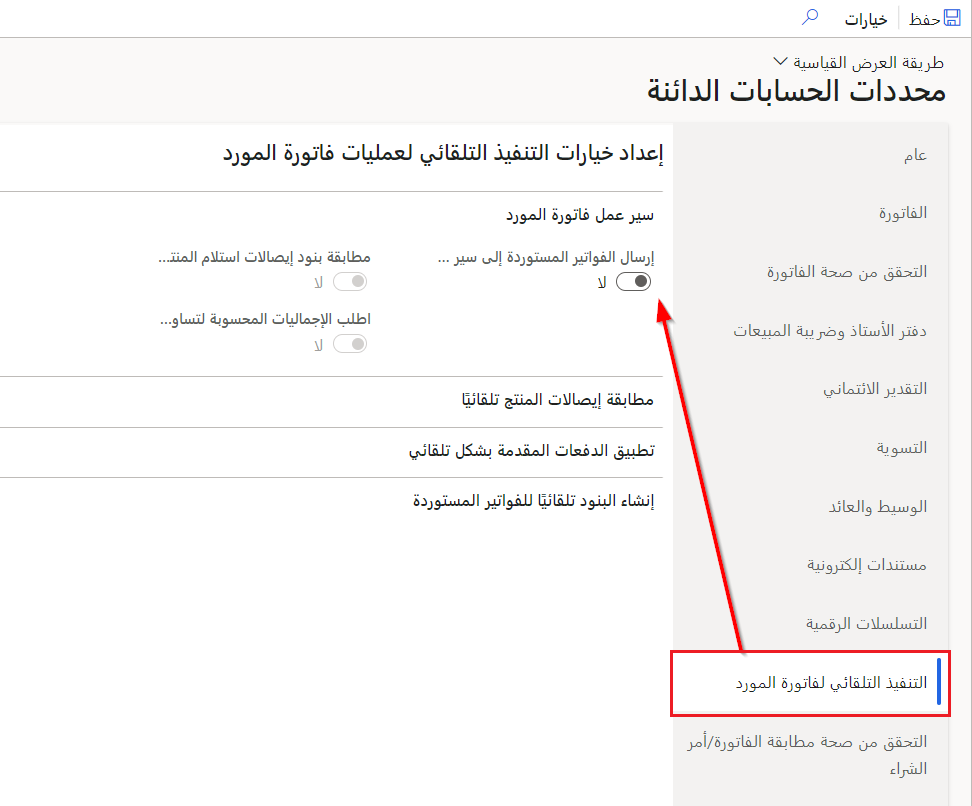 حفظ
خيارات
طريقة العرض القياسية
محددات الحسابات الدائنة
عام
الفاتورة
التحقق من صحة الفاتورة
دفتر الأستاذ وضريبة المبيعات
التقدير الائتماني
التسوية
الوسيط والعائد
مستندات إلكترونية
التسلسلات الرقمية
التنفيذ التلقائي لفاتورة المورد
التحقق من صحة مطابقة الفاتورة/أمر
الشراء
إعداد خيارات التنفيذ التلقائي لعمليات فاتورة المورد
سير عمل فاتورة المورد
إرسال الفواتير المستوردة إلى سير ...
لا
مطابقة بنود إيصالات استلام المنتـ...
لا
اطلب الإجماليات المحسوبة لتساو...
لا
مطابقة إيصالات المنتج تلقائيًا
تطبيق الدفعات المقدمة بشكل تلقائي
إنشاء البنود تلقائيًا للفواتير المستوردة